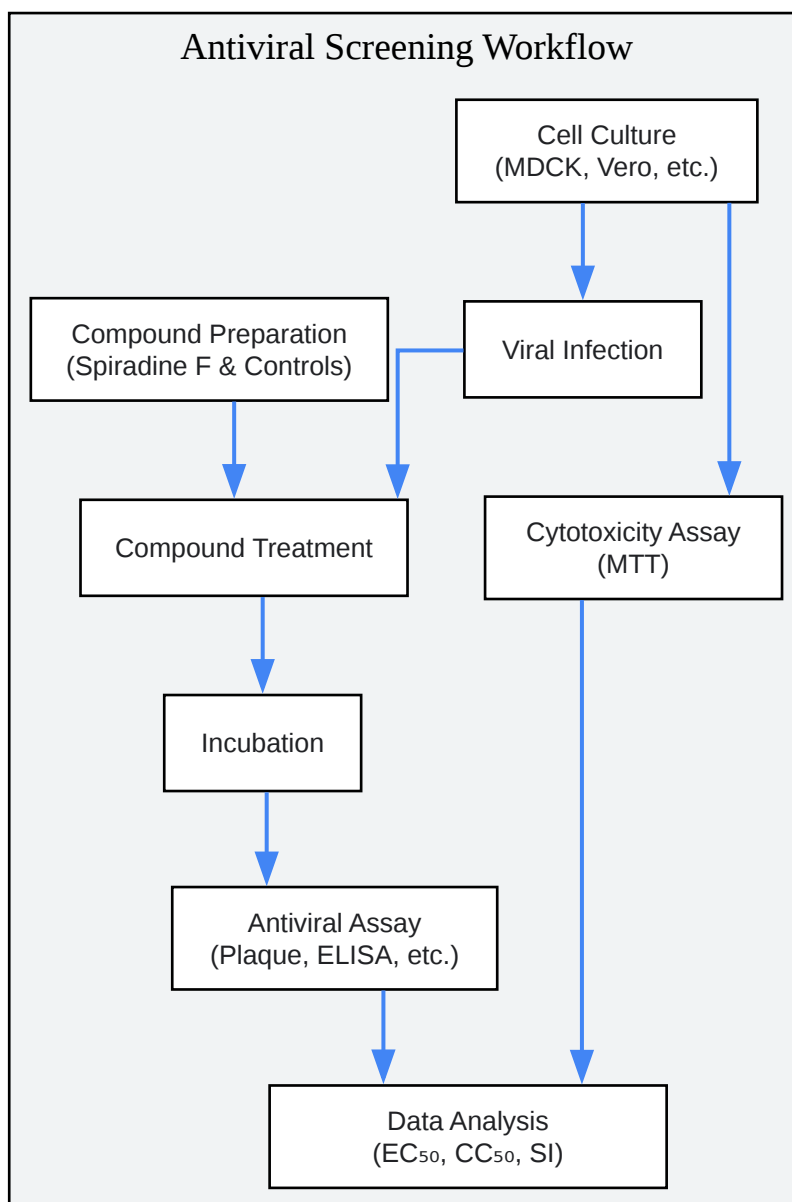 Antiviral Screening Workflow
Cell Culture
(MDCK, Vero, etc.)
Compound Preparation
(Spiradine F & Controls)
Viral Infection
Compound Treatment
Cytotoxicity Assay
(MTT)
Incubation
Antiviral Assay
(Plaque, ELISA, etc.)
Data Analysis
(EC₅₀, CC₅₀, SI)